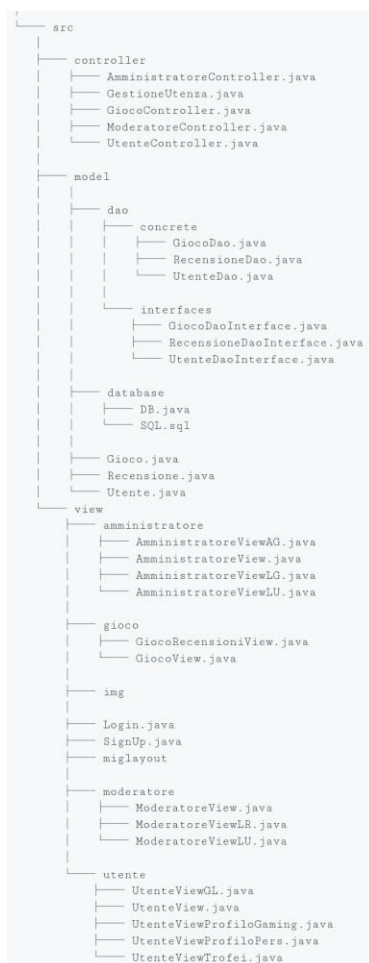 src
controller
AmministratoreController.java
GestioneUtenza.java
GiocoController.java
ModeratoreController.java
UtenteController.java
model
dao
concrete
GiocoDao.java
RecensioneDao.java
UtenteDao.java
interfaces
GiocoDaoInterface.java
RecensioneDaoInterface.java
UtenteDaoInterface.java
database
DB.java
SQL.sql
Gioco.java
Recensione.java
Utente.java
view
amministratore
AmministratoreViewAG.java
AmministratoreView.java
AmministratoreViewLG.java
AmministratoreViewLU.java
gioco
GiocoRecensioniView.java
GiocoView.java
img
Login.java
SignUp.java
miglayout
moderatore
ModeratoreView.java
ModeratoreViewLR.java
ModeratoreViewLU.java
utente
UtenteViewGL.java
UtenteView.java
UtenteViewProfiloGaming.java
UtenteViewProfiloPers.java
UtenteViewTrofei.java